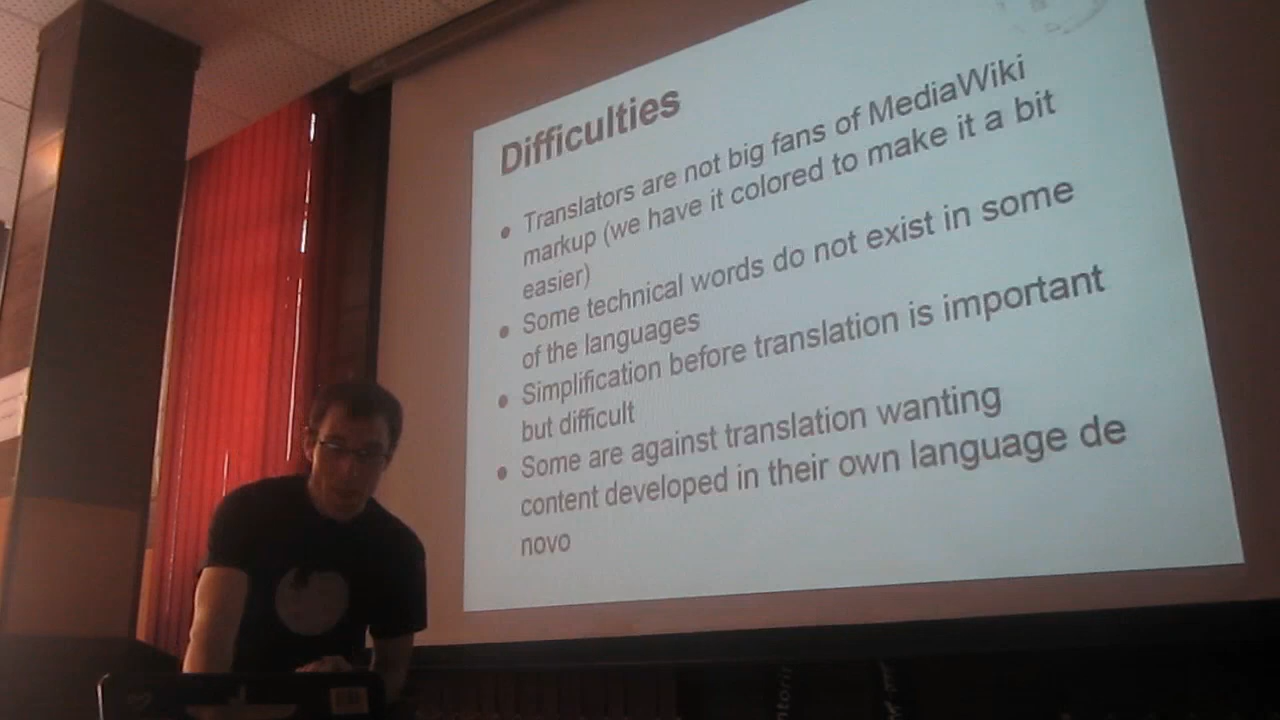 Difficulties
• Translators are not big fans of MediaWiki
markup (we have it colored to make it a bit
easier)
• Some technical words do not exist in some
of the languages
• Simplification before translation is important
but difficult
• Some are against translation wanting
content developed in their own language de
novo